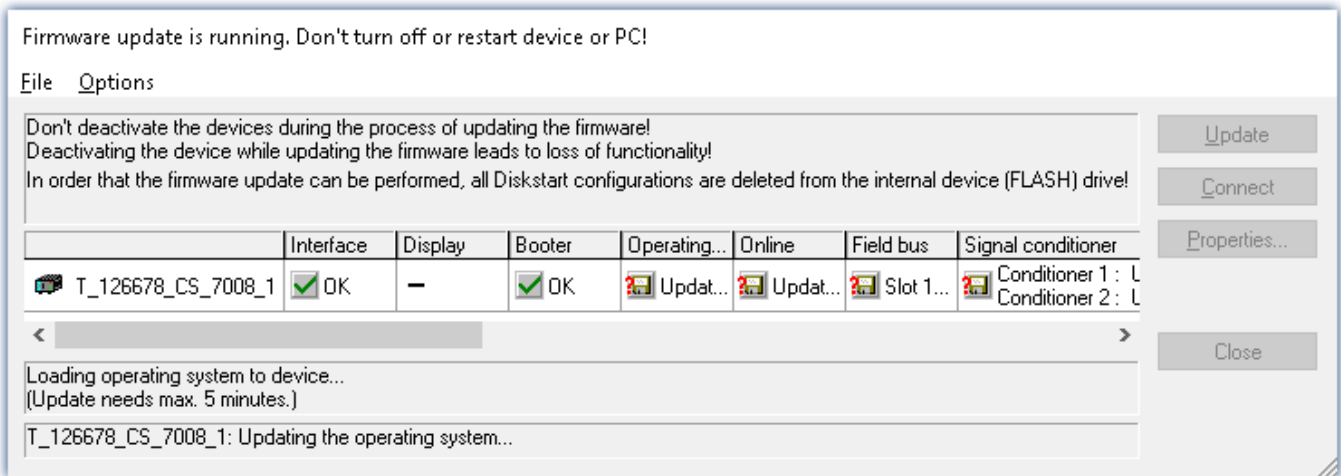 Firmware update is running. Don't turn off or restart device or PC!
File Options
Don't deactivate the devices during the process of updating the firmware!
Deactivating the device while updating the firmware leads to loss of functionality!
In order that the firmware update can be performed, all Diskstart configurations are deleted from the internal device (FLASH) drive!
Update
Connect
Properties...
Close
Interface Display Booter Operating... Online Field bus Signal conditioner
T_126678_CS_7008_1 OK – OK Updat... Updat... Slot 1... Conditioner 1 : U
Conditioner 2 : U
Loading operating system to device...
(Update needs max. 5 minutes.)
T_126678_CS_7008_1: Updating the operating system...